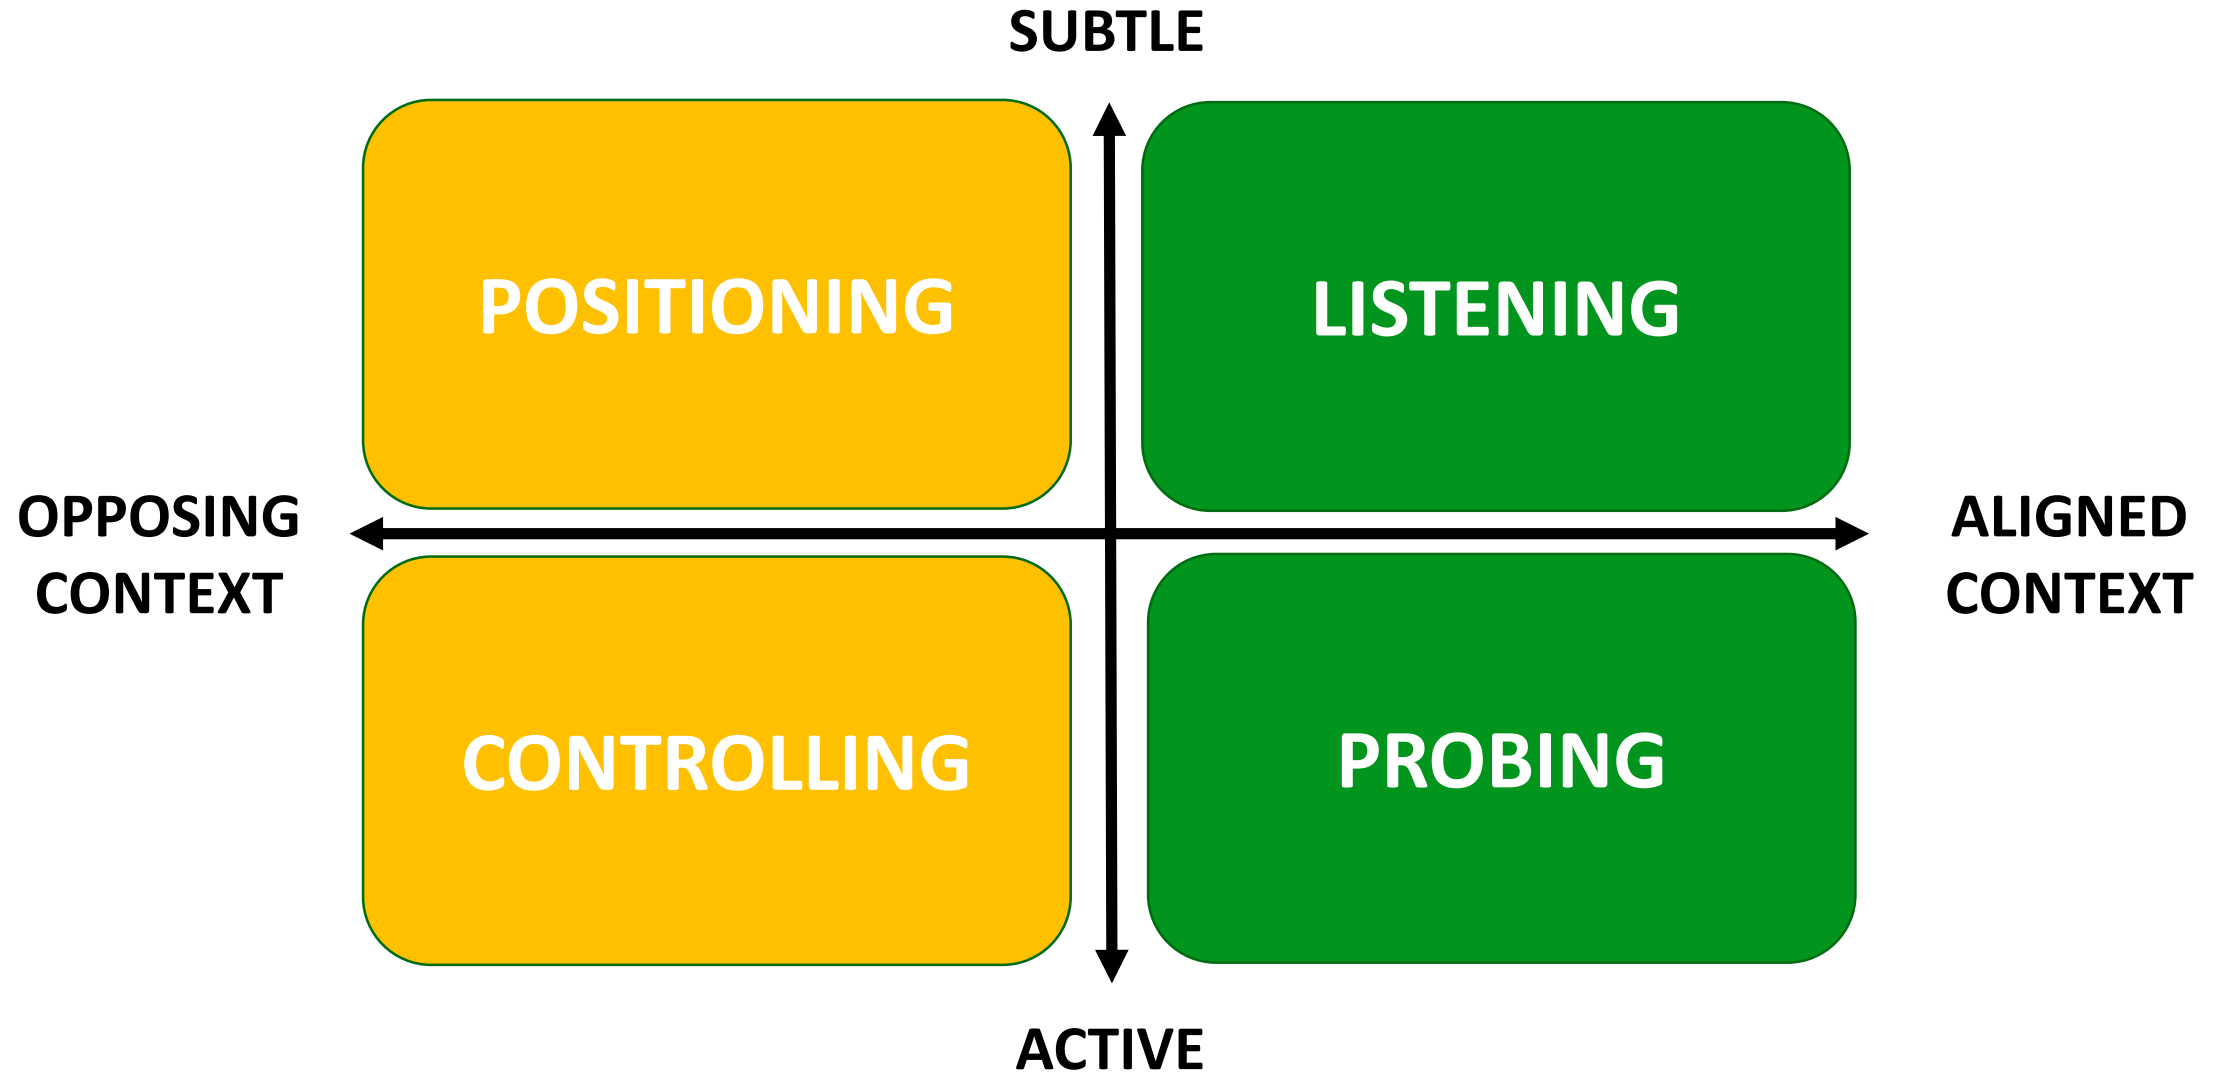 SUBTLE
POSITIONING
LISTENING
OPPOSING
CONTEXT
ALIGNED
CONTEXT
CONTROLLING
PROBING
ACTIVE